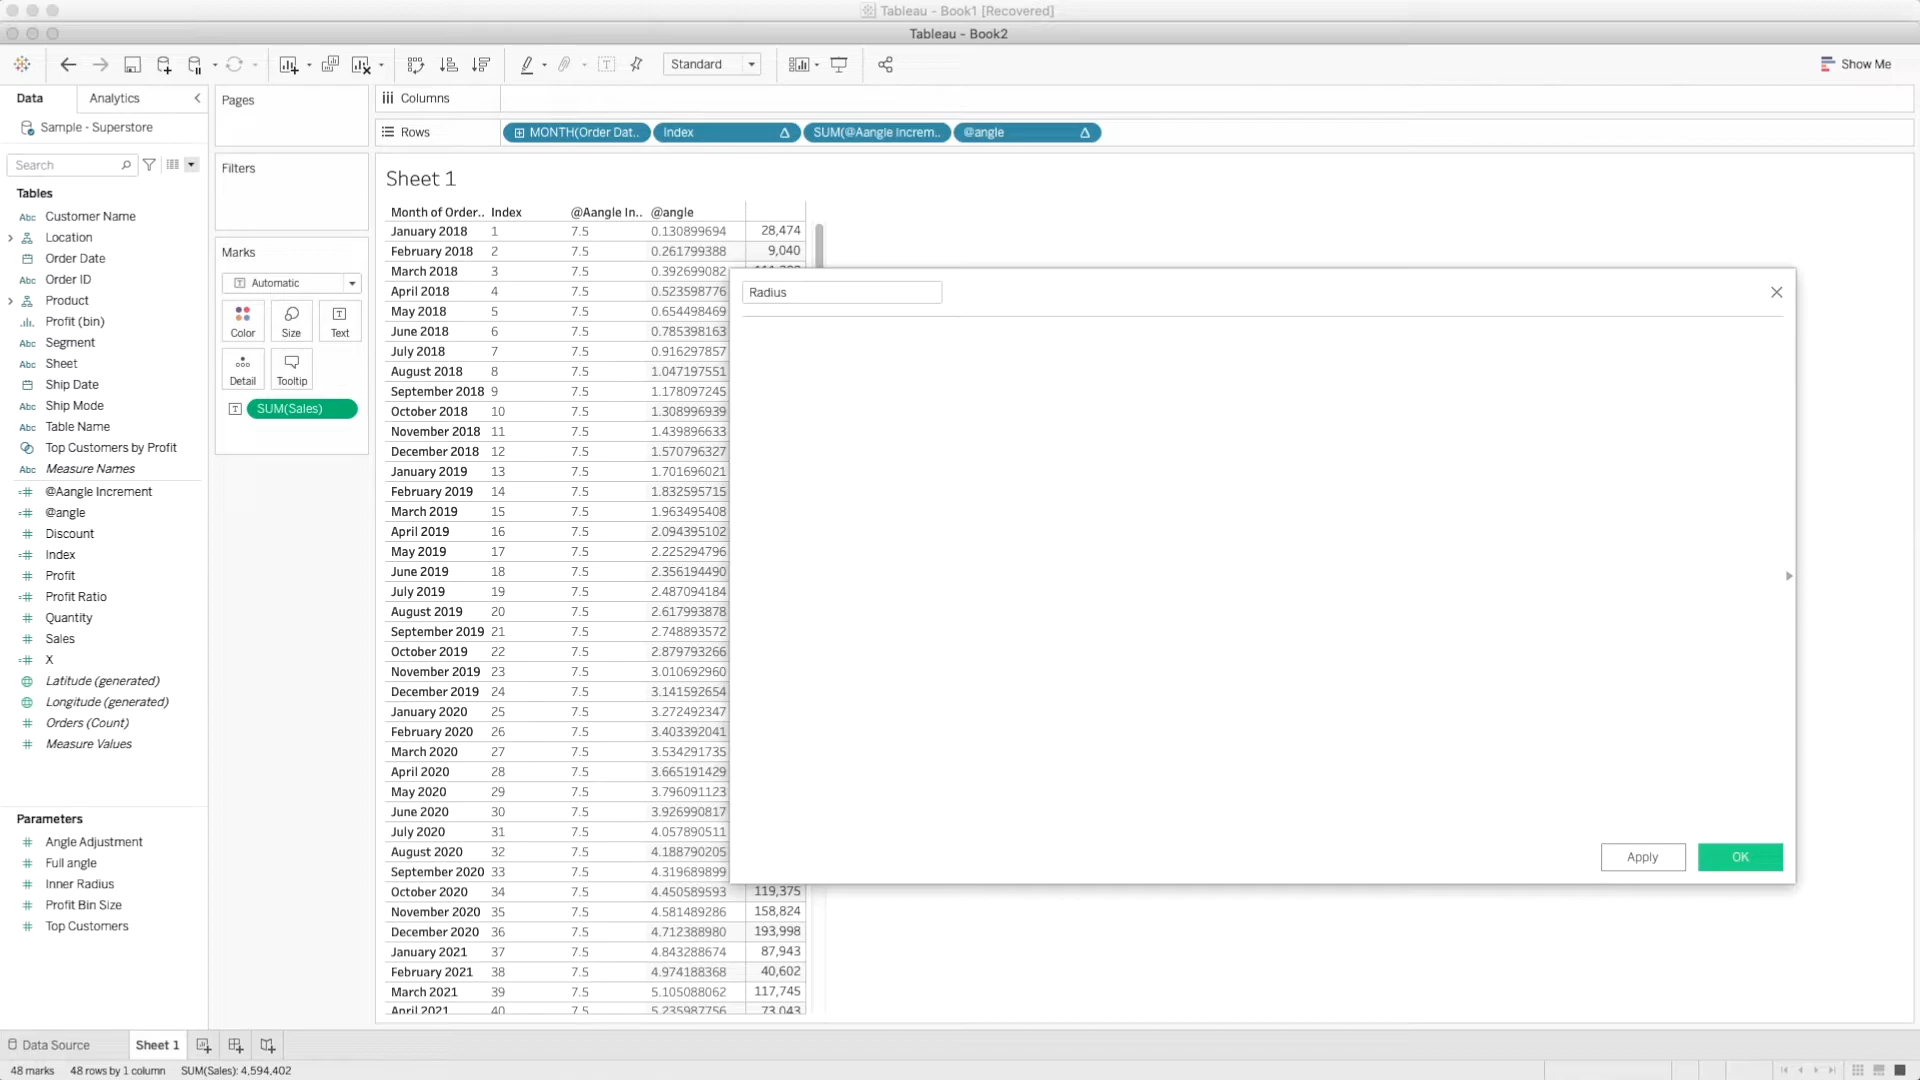 Tableau - Book1 [Recovered]
Tableau - Book2
Standard
Show Me
Data
Analytics
Pages
Columns
Sample - Superstore
Rows
MONTH(Order Dat..
Index
SUM(@Aangle Increm..
@angle
Search
Filters
Sheet 1
Tables
Month of Order..
Index
@Aangle In..
@angle
Abc Customer Name
Location
Order Date
Abc Order ID
Product
Profit (bin)
Abc Segment
Abc Sheet
Ship Date
Abc Ship Mode
Abc Table Name
Top Customers by Profit
Abc Measure Names
@Aangle Increment
@angle
Discount
Index
Profit
Profit Ratio
Quantity
Sales
X
Latitude (generated)
Longitude (generated)
Orders (Count)
Measure Values
Parameters
Angle Adjustment
Full angle
Inner Radius
Profit Bin Size
Top Customers
Marks
Automatic
Color
Size
Text
Detail
Tooltip
SUM(Sales)
January 2018 1 7.5 0.130899694 28,474
February 2018 2 7.5 0.261799388 9,040
March 2018 3 7.5 0.392699082
April 2018 4 7.5 0.523598776
May 2018 5 7.5 0.654498469
June 2018 6 7.5 0.785398163
July 2018 7 7.5 0.916297857
August 2018 8 7.5 1.047197551
September 2018 9 7.5 1.178097245
October 2018 10 7.5 1.308996939
November 2018 11 7.5 1.439896633
December 2018 12 7.5 1.570796327
January 2019 13 7.5 1.701696021
February 2019 14 7.5 1.832595715
March 2019 15 7.5 1.963495408
April 2019 16 7.5 2.094395102
May 2019 17 7.5 2.225294796
June 2019 18 7.5 2.356194490
July 2019 19 7.5 2.487094184
August 2019 20 7.5 2.617993878
September 2019 21 7.5 2.748893572
October 2019 22 7.5 2.879793266
November 2019 23 7.5 3.010692960
December 2019 24 7.5 3.141592654
January 2020 25 7.5 3.272492347
February 2020 26 7.5 3.403392041
March 2020 27 7.5 3.534291735
April 2020 28 7.5 3.665191429
May 2020 29 7.5 3.796091123
June 2020 30 7.5 3.926990817
July 2020 31 7.5 4.057890511
August 2020 32 7.5 4.188790205
September 2020 33 7.5 4.319689899
October 2020 34 7.5 4.450589593 119,375
November 2020 35 7.5 4.581489286 158,824
December 2020 36 7.5 4.712388980 193,998
January 2021 37 7.5 4.843288674 87,943
February 2021 38 7.5 4.974188368 40,602
March 2021 39 7.5 5.105088062 117,745
April 2021 40 7.5 5.235987756 73,043
Radius
Apply
OK
Data Source
Sheet 1
48 marks
48 rows by 1 column
SUM(Sales): 4,594,402